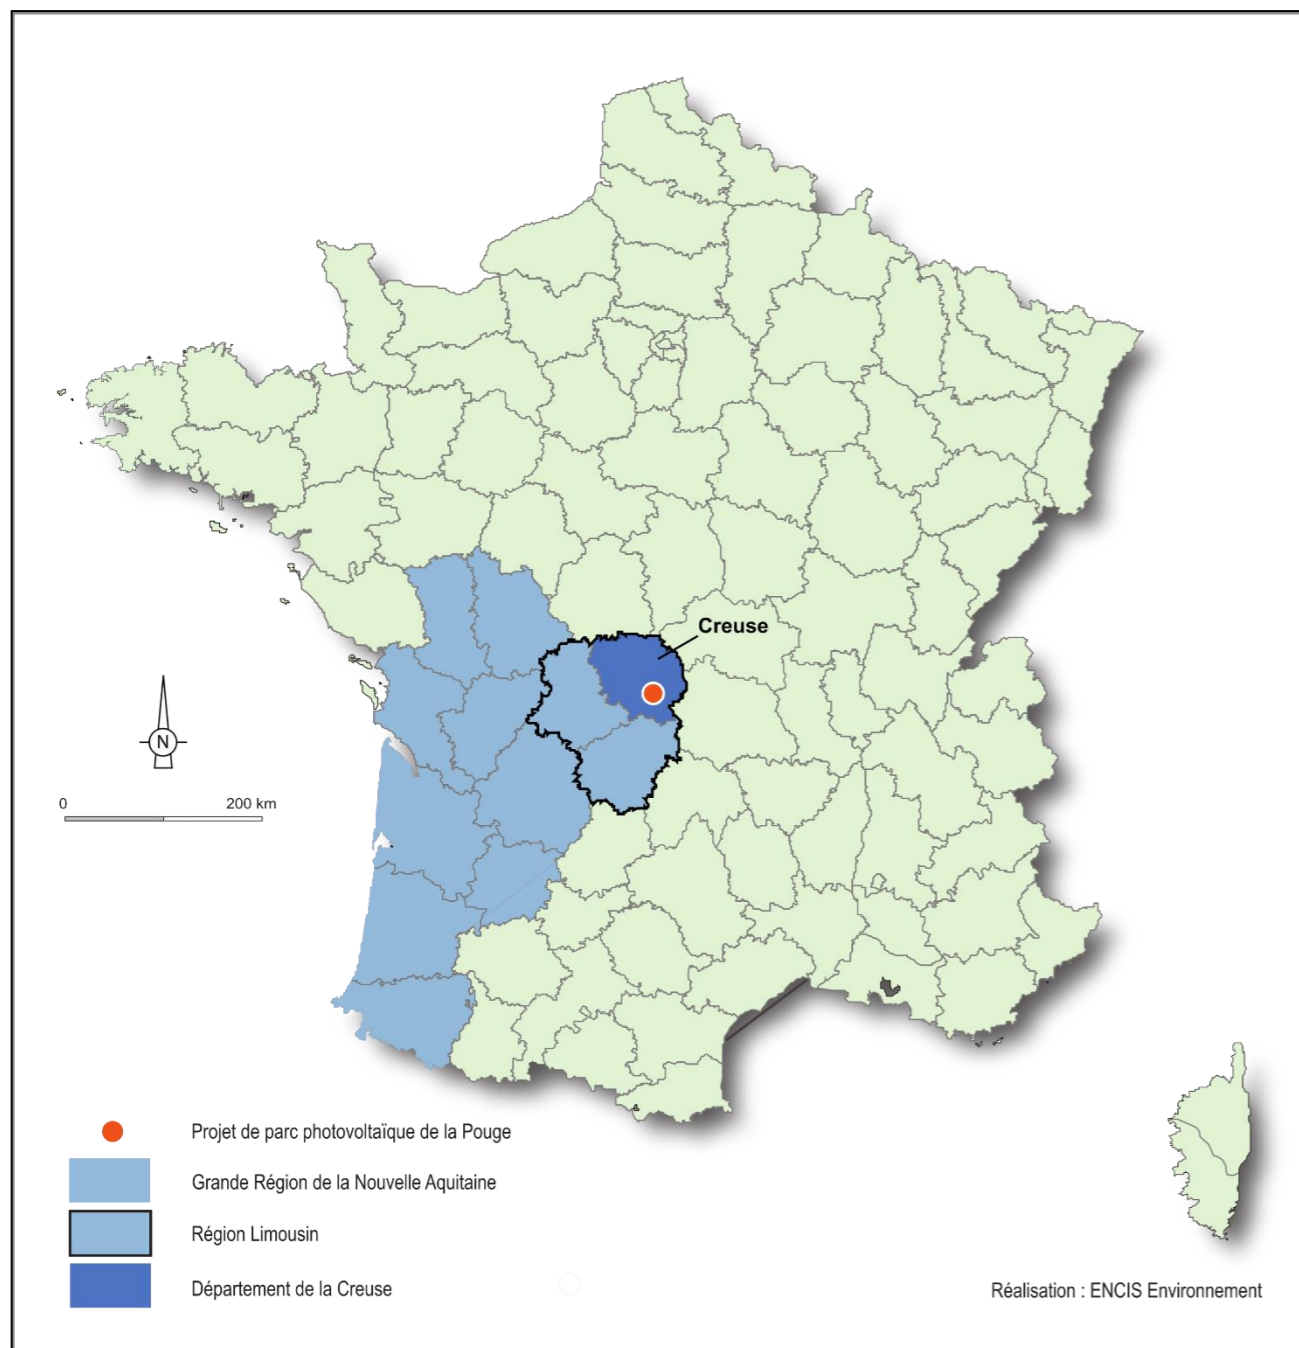 Creuse
N
0 200 km
Projet de parc photovoltaïque de la Pouge
Grande Région de la Nouvelle Aquitaine
Région Limousin
Département de la Creuse
Réalisation : ENCIS Environnement